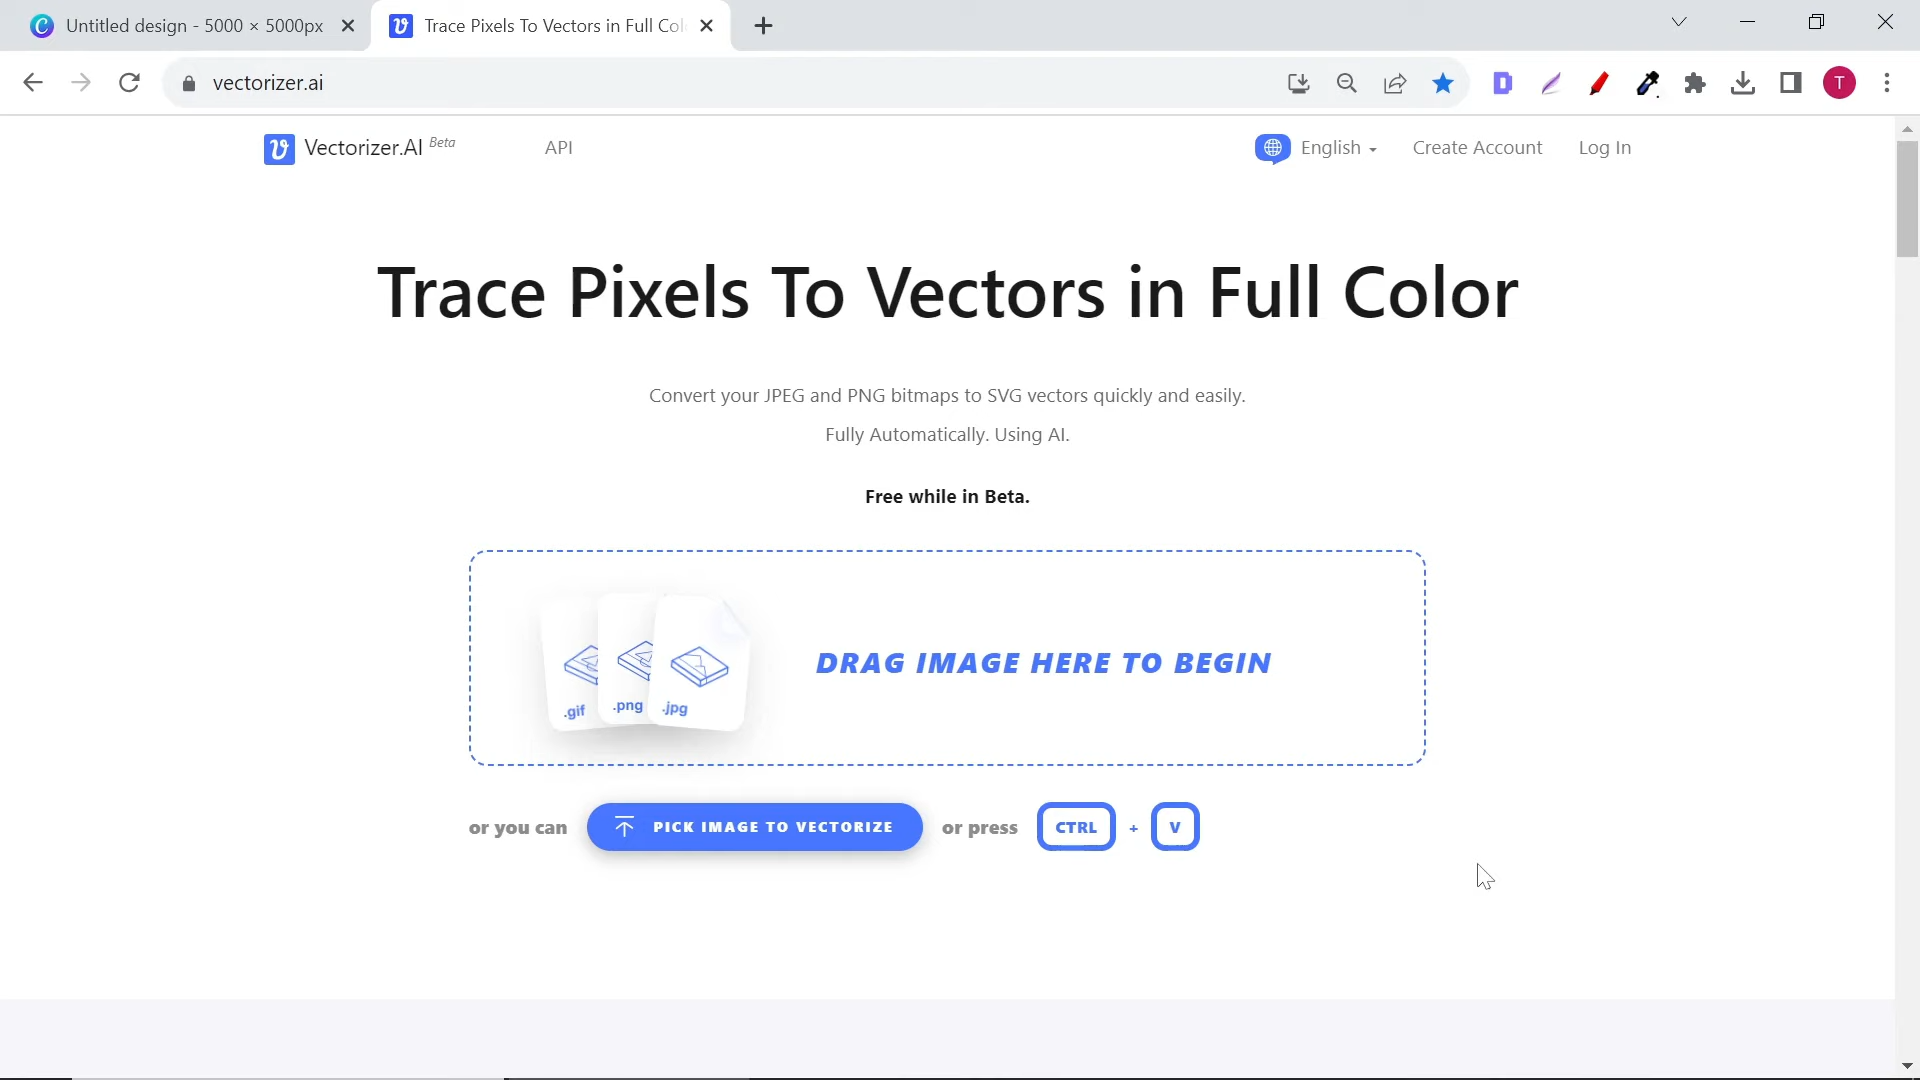 Untitled design - 5000 × 5000px
Trace Pixels To Vectors in Full Col
vectorizer.ai
T
Vectorizer.AI Beta
API
English
Create Account
Log In
Trace Pixels To Vectors in Full Color
Convert your JPEG and PNG bitmaps to SVG vectors quickly and easily.
Fully Automatically. Using AI.
Free while in Beta.
.gif
.png
.jpg
DRAG IMAGE HERE TO BEGIN
or you can
PICK IMAGE TO VECTORIZE
or press
CTRL
+
V